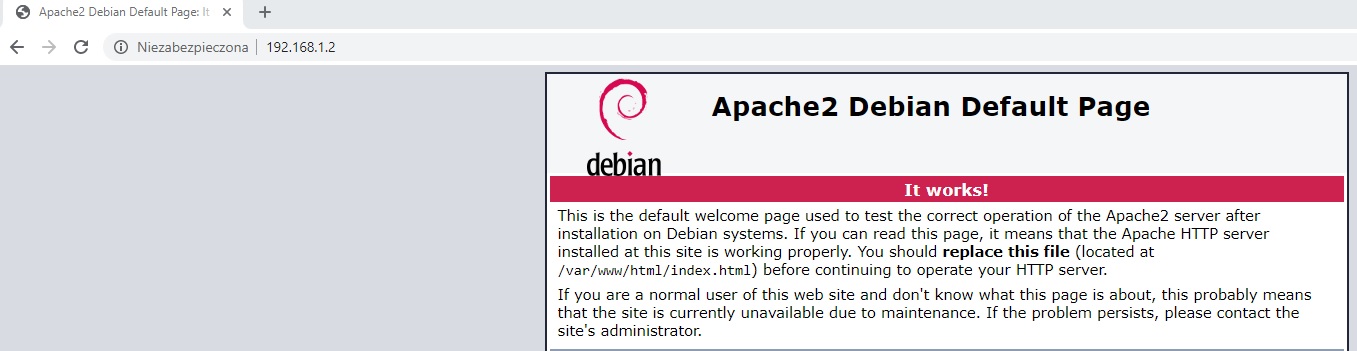 Apache2 Debian Default Page: It
Niezabezpieczona
192.168.1.2
debian
Apache2 Debian Default Page
It works!
This is the default welcome page used to test the correct operation of the Apache2 server after
installation on Debian systems. If you can read this page, it means that the Apache HTTP server
installed at this site is working properly. You should replace this file (located at
/var/www/html/index.html) before continuing to operate your HTTP server.
If you are a normal user of this web site and don't know what this page is about, this probably means
that the site is currently unavailable due to maintenance. If the problem persists, please contact the
site's administrator.